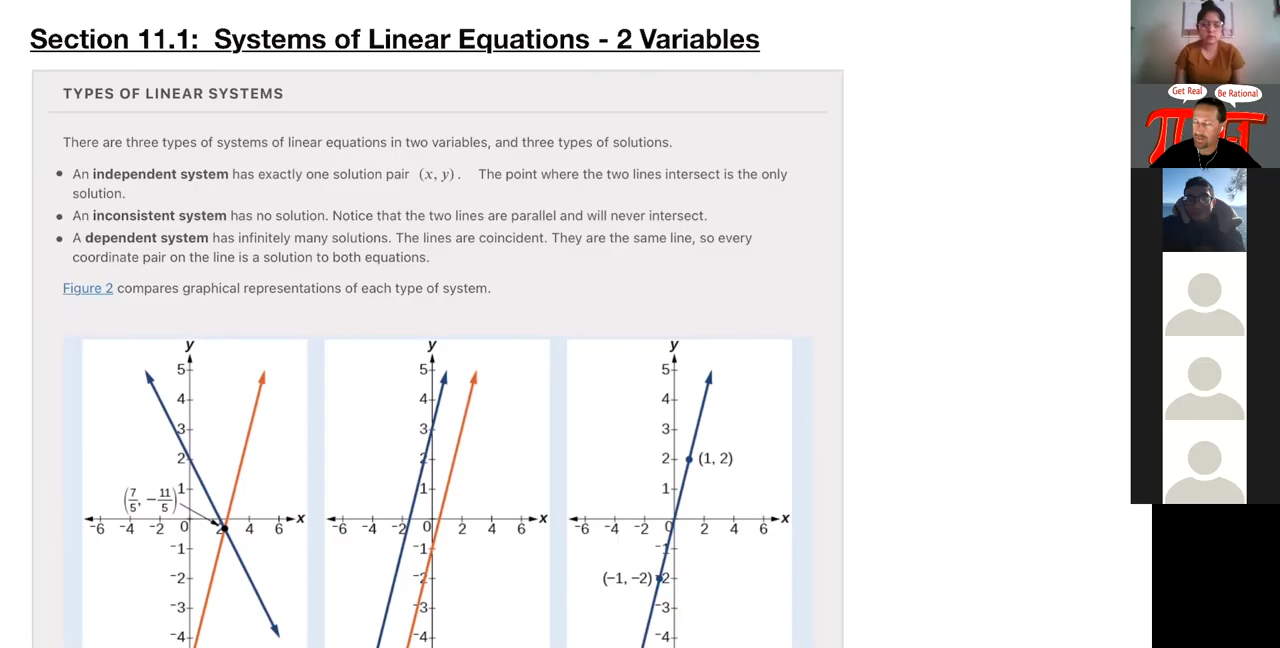 Section 11.1: Systems of Linear Equations - 2 Variables
TYPES OF LINEAR SYSTEMS
There are three types of systems of linear equations in two variables, and three types of solutions.
• An independent system has exactly one solution pair (x, y). The point where the two lines intersect is the only
solution.
• An inconsistent system has no solution. Notice that the two lines are parallel and will never intersect.
• A dependent system has infinitely many solutions. The lines are coincident. They are the same line, so every
coordinate pair on the line is a solution to both equations.
Figure 2 compares graphical representations of each type of system.
y
5
4
3
2
1
(7/5, −11/5)
-6 -4 -2 0 2 4 6 x
-1
-2
-3
-4
y
5
4
3
2
1
-6 -4 -2 0 2 4 6 x
-1
-2
-3
-4
y
5
4
3
2 (1, 2)
1
-6 -4 -2 0 2 4 6 x
-1
(−1, −2) -2
-3
-4
Get Real
Be Rational